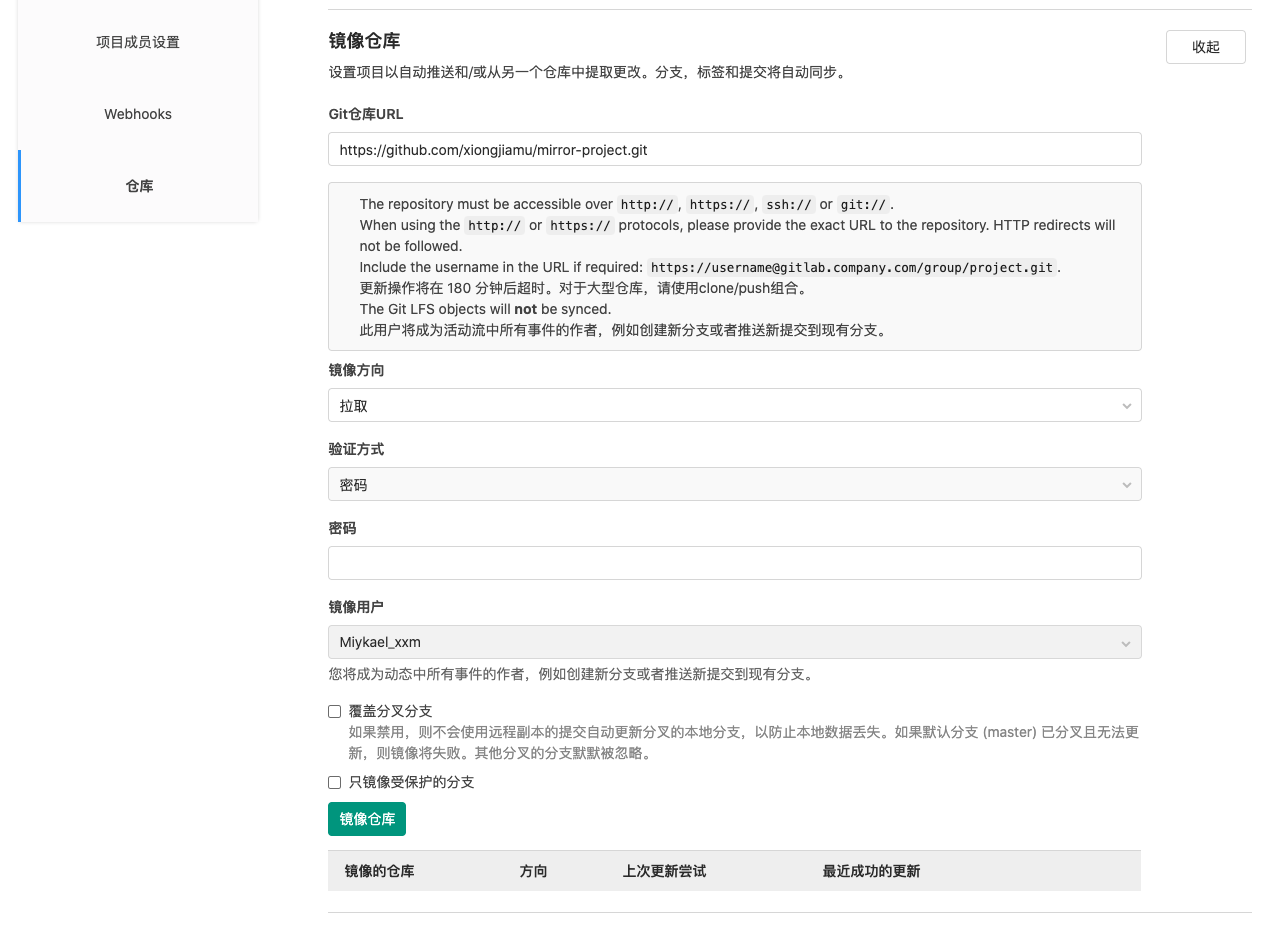 项目成员设置
Webhooks
仓库
镜像仓库
收起
设置项目以自动推送和/或从另一个仓库中提取更改。分支，标签和提交将自动同步。
Git仓库URL
https://github.com/xiongjiamu/mirror-project.git
The repository must be accessible over http://, https://, ssh:// or git://.
When using the http:// or https:// protocols, please provide the exact URL to the repository. HTTP redirects will
not be followed.
Include the username in the URL if required: https://username@gitlab.company.com/group/project.git.
更新操作将在 180 分钟后超时。对于大型仓库，请使用clone/push组合。
The Git LFS objects will not be synced.
此用户将成为活动流中所有事件的作者，例如创建新分支或者推送新提交到现有分支。
镜像方向
拉取
验证方式
密码
密码
镜像用户
Miykael_xxm
您将成为动态中所有事件的作者，例如创建新分支或者推送新提交到现有分支。
覆盖分叉分支
如果禁用，则不会使用远程副本的提交自动更新分叉的本地分支，以防止本地数据丢失。如果默认分支 (master) 已分叉且无法更
新，则镜像将失败。其他分叉的分支默默被忽略。
只镜像受保护的分支
镜像仓库
镜像的仓库 方向 上次更新尝试 最近成功的更新